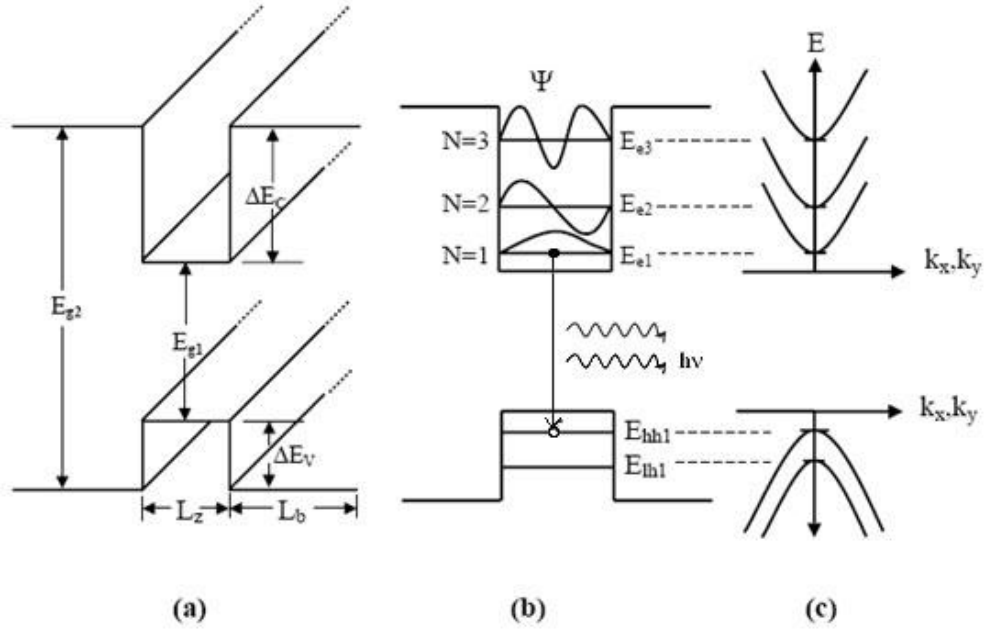 E_g2
ΔE_C
E_g1
ΔE_V
L_z
L_b
(a)
Ψ
N=3
E_e3
N=2
E_e2
N=1
E_e1
hν
E_hh1
E_lh1
(b)
E
k_x,k_y
k_x,k_y
(c)